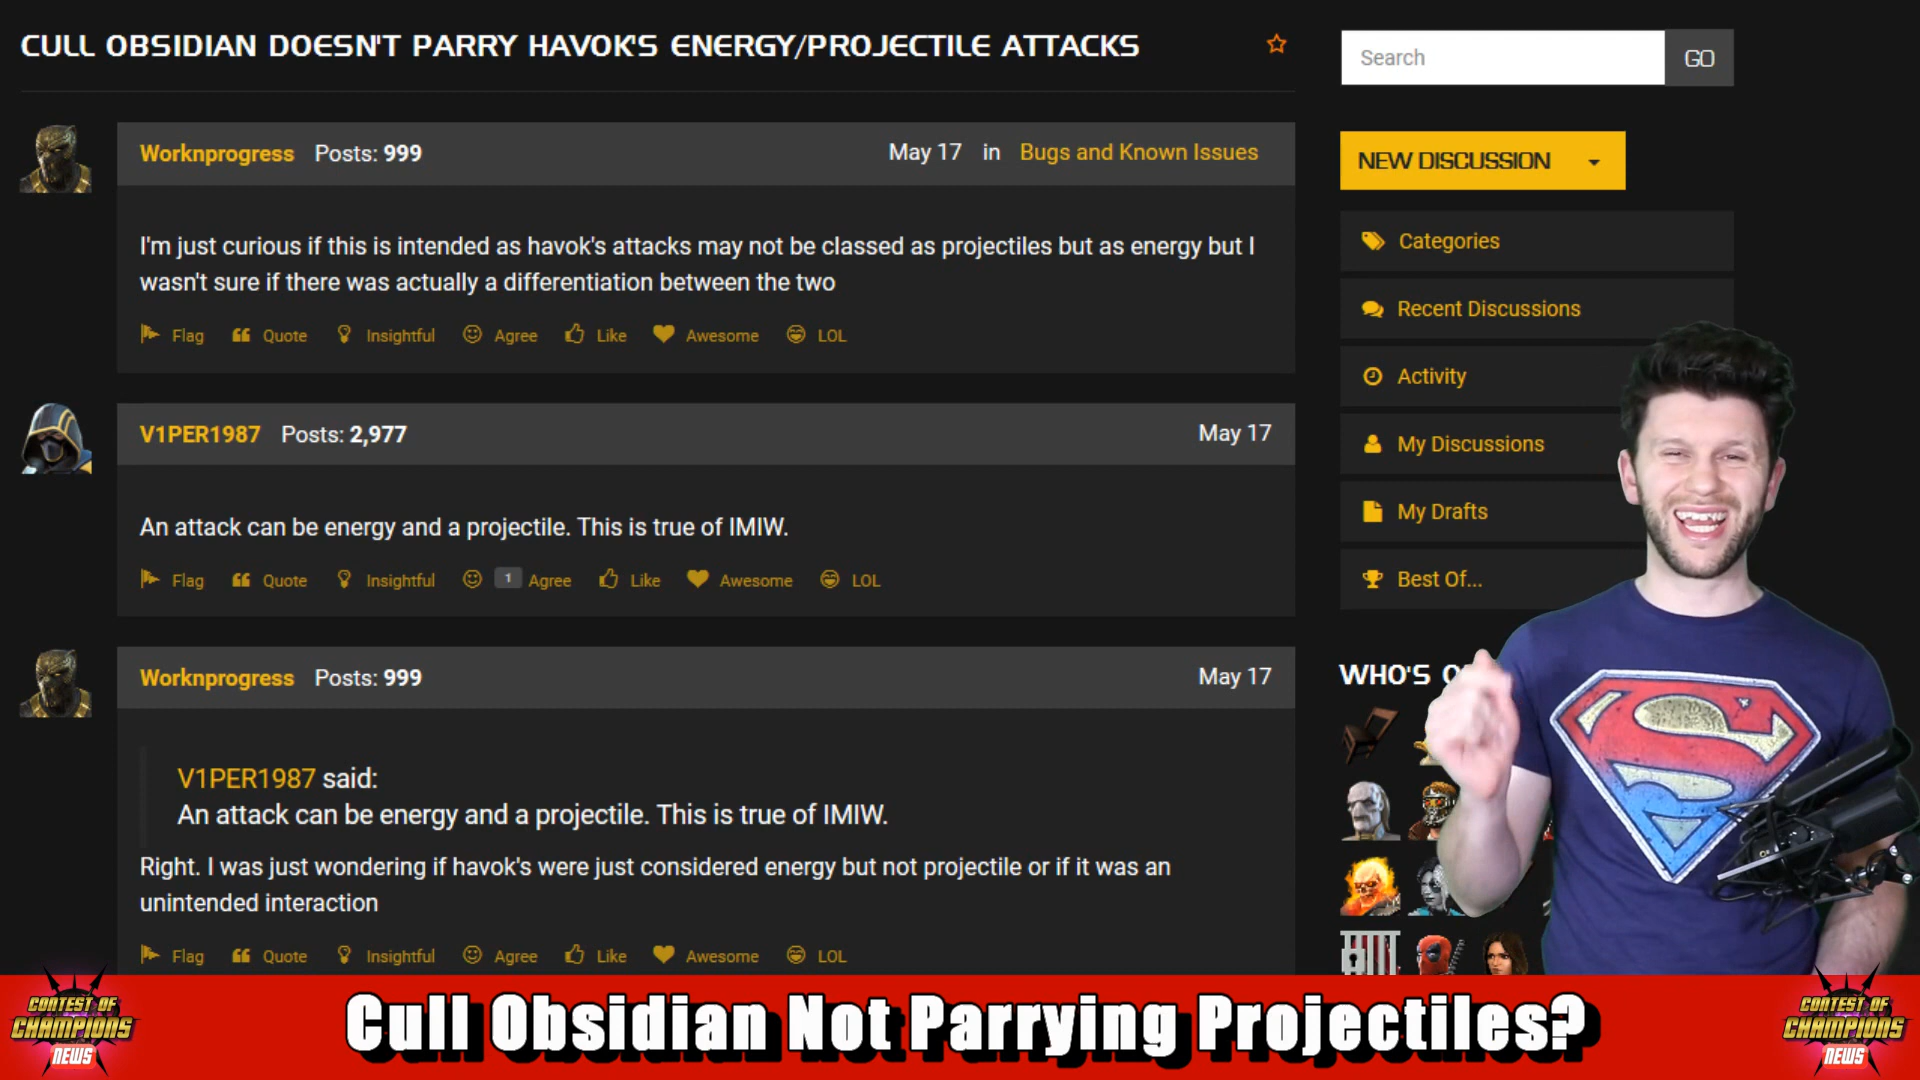 CULL OBSIDIAN DOESN'T PARRY HAVOK'S ENERGY/PROJECTILE ATTACKS
Search
GO
Worknprogress Posts: 999 May 17 in Bugs and Known Issues
I'm just curious if this is intended as havok's attacks may not be classed as projectiles but as energy but I
wasn't sure if there was actually a differentiation between the two
Flag Quote Insightful Agree Like Awesome LOL
V1PER1987 Posts: 2,977 May 17
An attack can be energy and a projectile. This is true of IMIW.
Flag Quote Insightful 1 Agree Like Awesome LOL
Worknprogress Posts: 999 May 17
V1PER1987 said:
An attack can be energy and a projectile. This is true of IMIW.
Right. I was just wondering if havok's were just considered energy but not projectile or if it was an
unintended interaction
Flag Quote Insightful Agree Like Awesome LOL
NEW DISCUSSION
Categories
Recent Discussions
Activity
My Discussions
My Drafts
Best Of...
WHO'S
CONTEST OF
CHAMPIONS
NEWS
Cull Obsidian Not Parrying Projectiles?
CONTEST OF
CHAMPIONS
NEWS